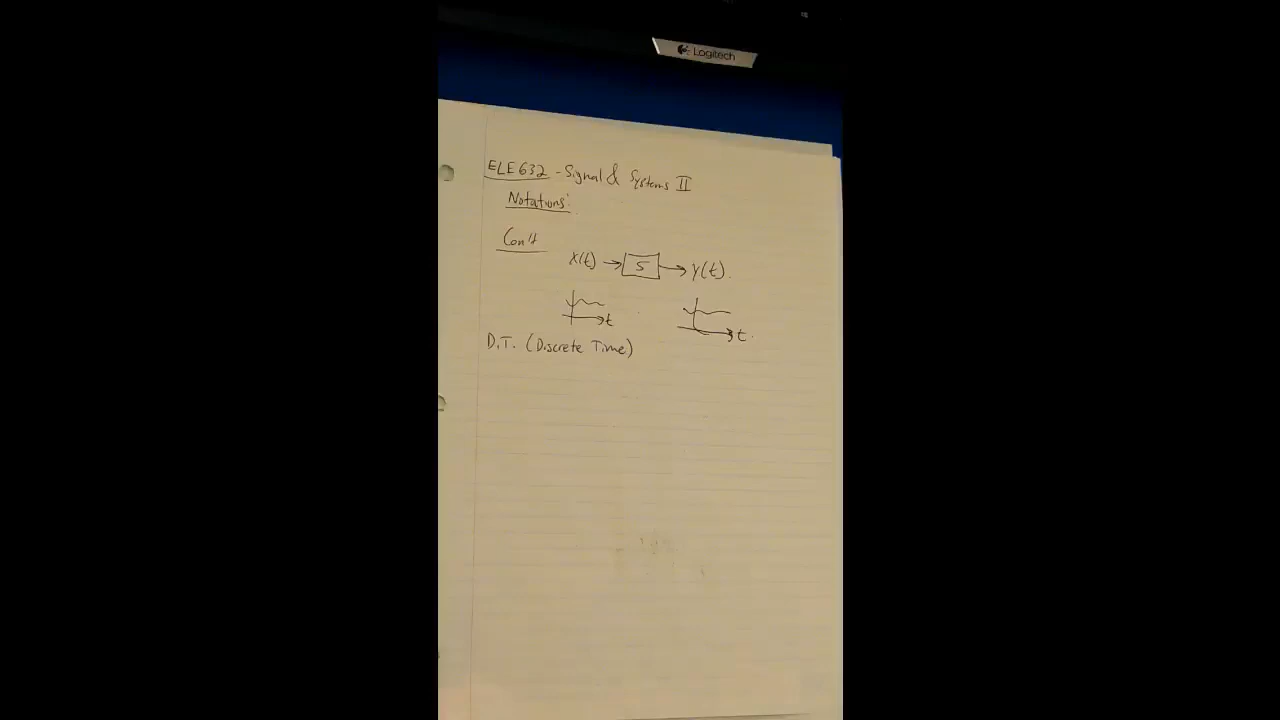 Logitech
ELE632 - Signal & Systems II
Notations:
Con't
x(t) → S → y(t).
t t.
D.T. (Discrete Time)